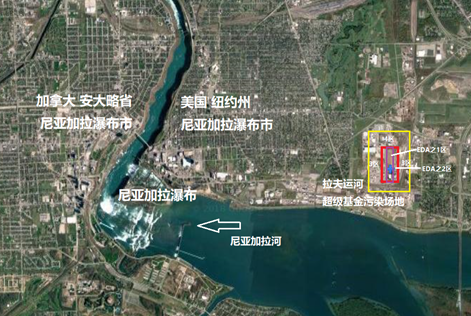 加拿大 安大略省
尼亚加拉瀑布市
美国 纽约州
尼亚加拉瀑布市
尼亚加拉瀑布
尼亚加拉河
拉夫运河
超级基金污染场地
EDA 2.1区
EDA 2.2区